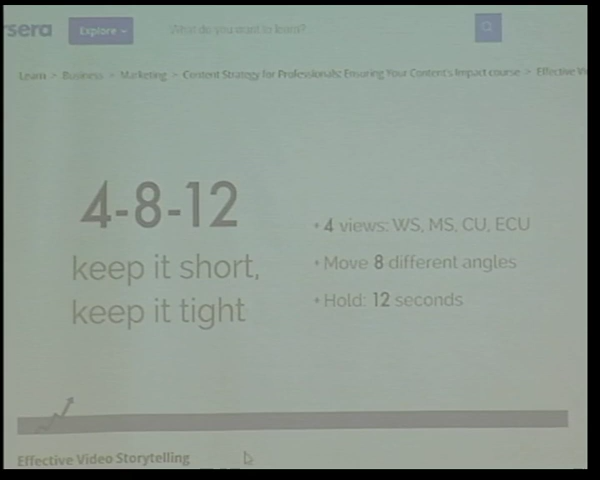 sera Explore What do you want to learn?
Learn > Business > Marketing > Content Strategy for Professionals: Ensuring Your Content's Impact course > Effective Vi
4-8-12
keep it short,
keep it tight
• 4 views: WS, MS, CU, ECU
• Move 8 different angles
• Hold: 12 seconds
Effective Video Storytelling